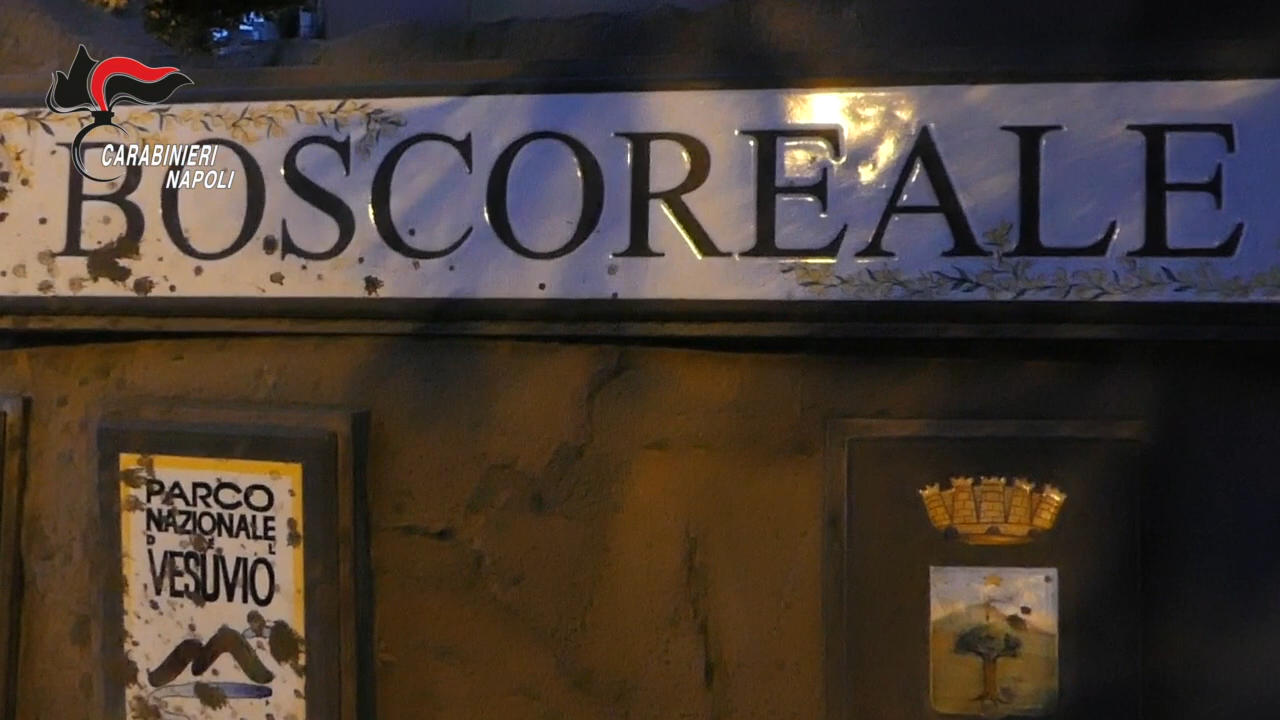 CARABINIERI
NAPOLI
BOSCOREALE
PARCO
NAZIONALE
DEL
VESUVIO